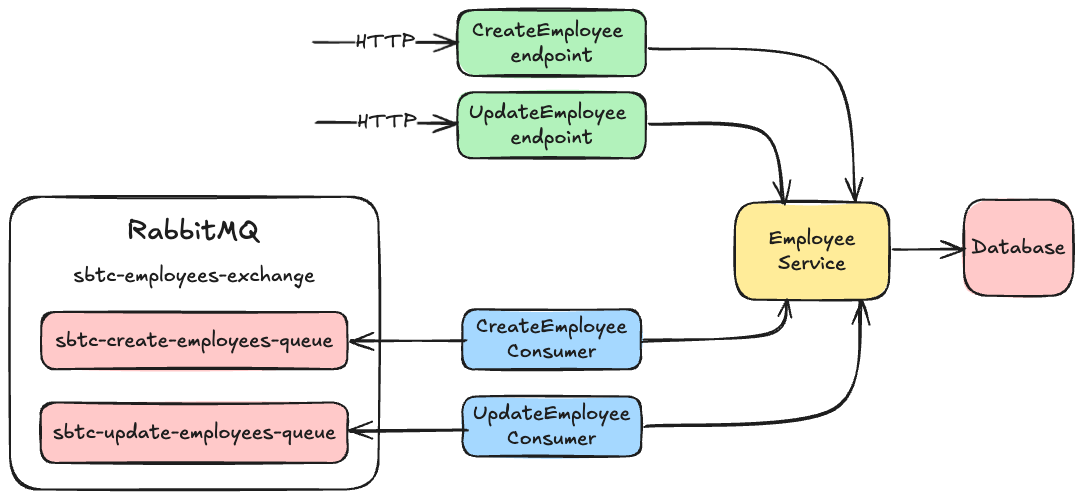 HTTP
CreateEmployee
endpoint
HTTP
UpdateEmployee
endpoint
RabbitMQ
sbtc-employees-exchange
sbtc-create-employees-queue
sbtc-update-employees-queue
CreateEmployee
Consumer
UpdateEmployee
Consumer
Employee
Service
Database